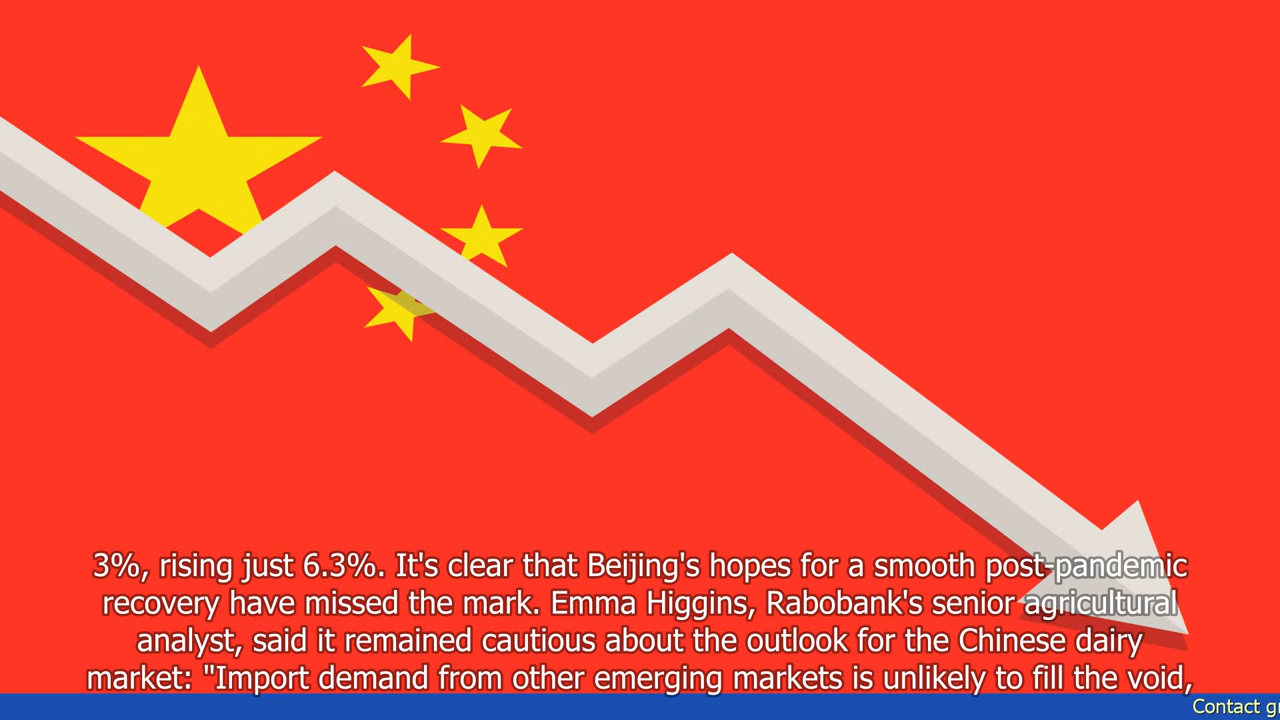 3%, rising just 6.3%. It's clear that Beijing's hopes for a smooth post-pandemic
recovery have missed the mark. Emma Higgins, Rabobank's senior agricultural
analyst, said it remained cautious about the outlook for the Chinese dairy
market: "Import demand from other emerging markets is unlikely to fill the void,
Contact